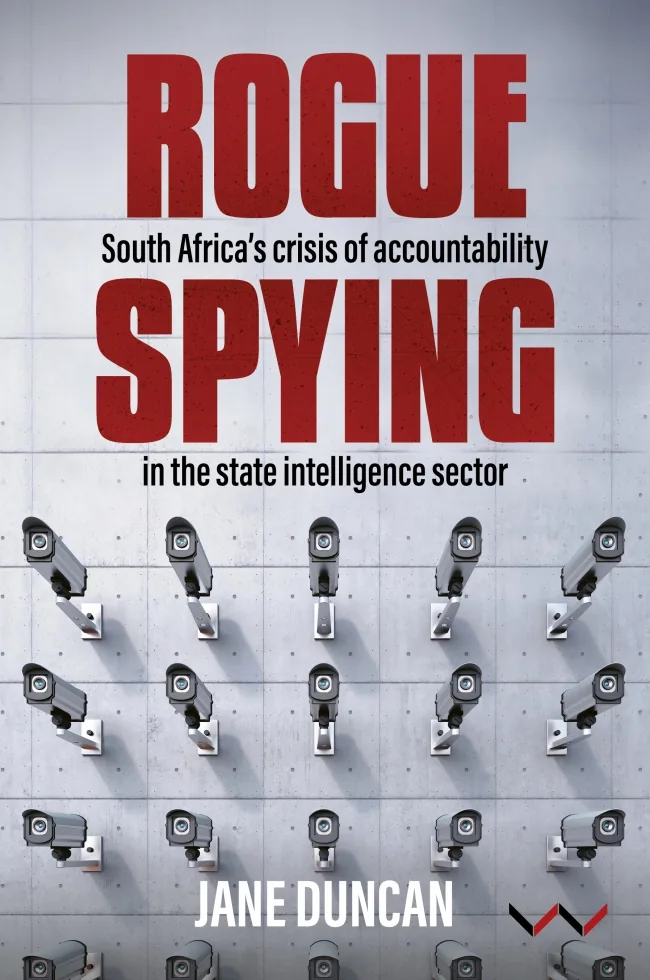 ROGUE
South Africa's crisis of accountability
SPYING
in the state intelligence sector
JANE DUNCAN